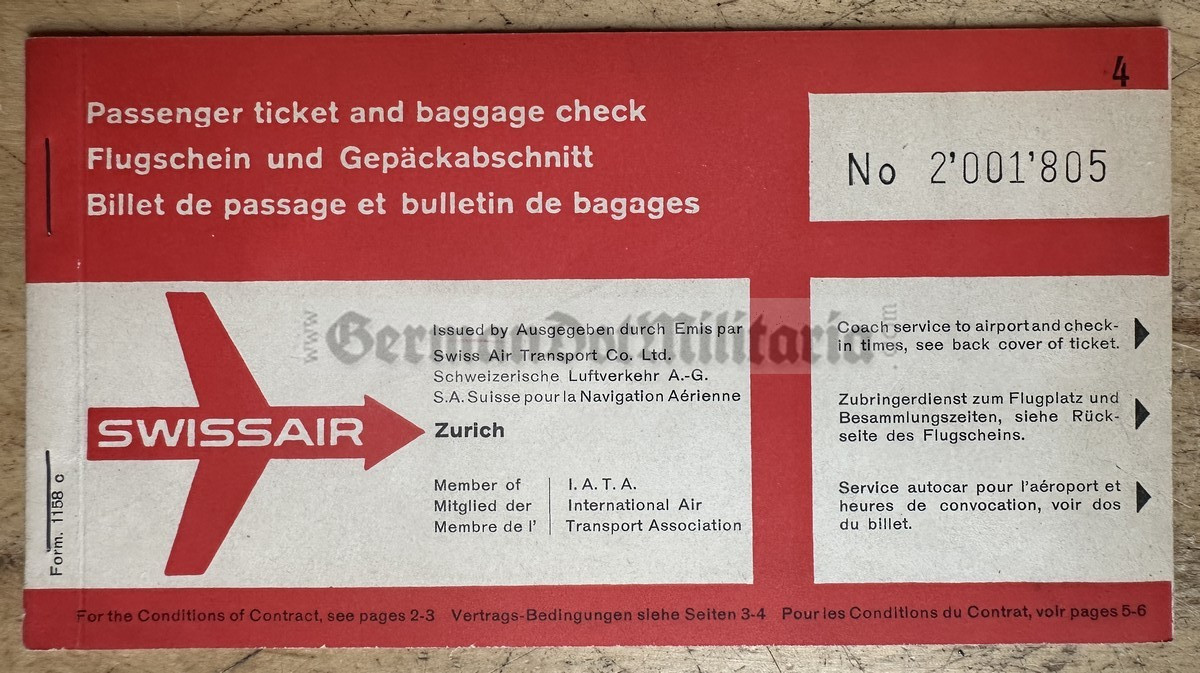 4
Passenger ticket and baggage check
Flugschein und Gepäckabschnitt
Billet de passage et bulletin de bagages
No 2'001'805
SWISSAIR
Issued by Ausgegeben durch Emis par
Swiss Air Transport Co. Ltd.
Schweizerische Luftverkehr A.-G.
S.A. Suisse pour la Navigation Aérienne
Zurich
Member of
Mitglied der
Membre de l'
I. A. T. A.
International Air
Transport Association
Coach service to airport and check-
in times, see back cover of ticket.
Zubringerdienst zum Flugplatz und
Besammlungszeiten, siehe Rück-
seite des Flugscheins.
Service autocar pour l'aéroport et
heures de convocation, voir dos
du billet.
Form. 1158 c
For the Conditions of Contract, see pages 2-3 Vertrags-Bedingungen siehe Seiten 3-4 Pour les Conditions du Contrat, voir pages 5-6
www.GermanDotMilitaria.com